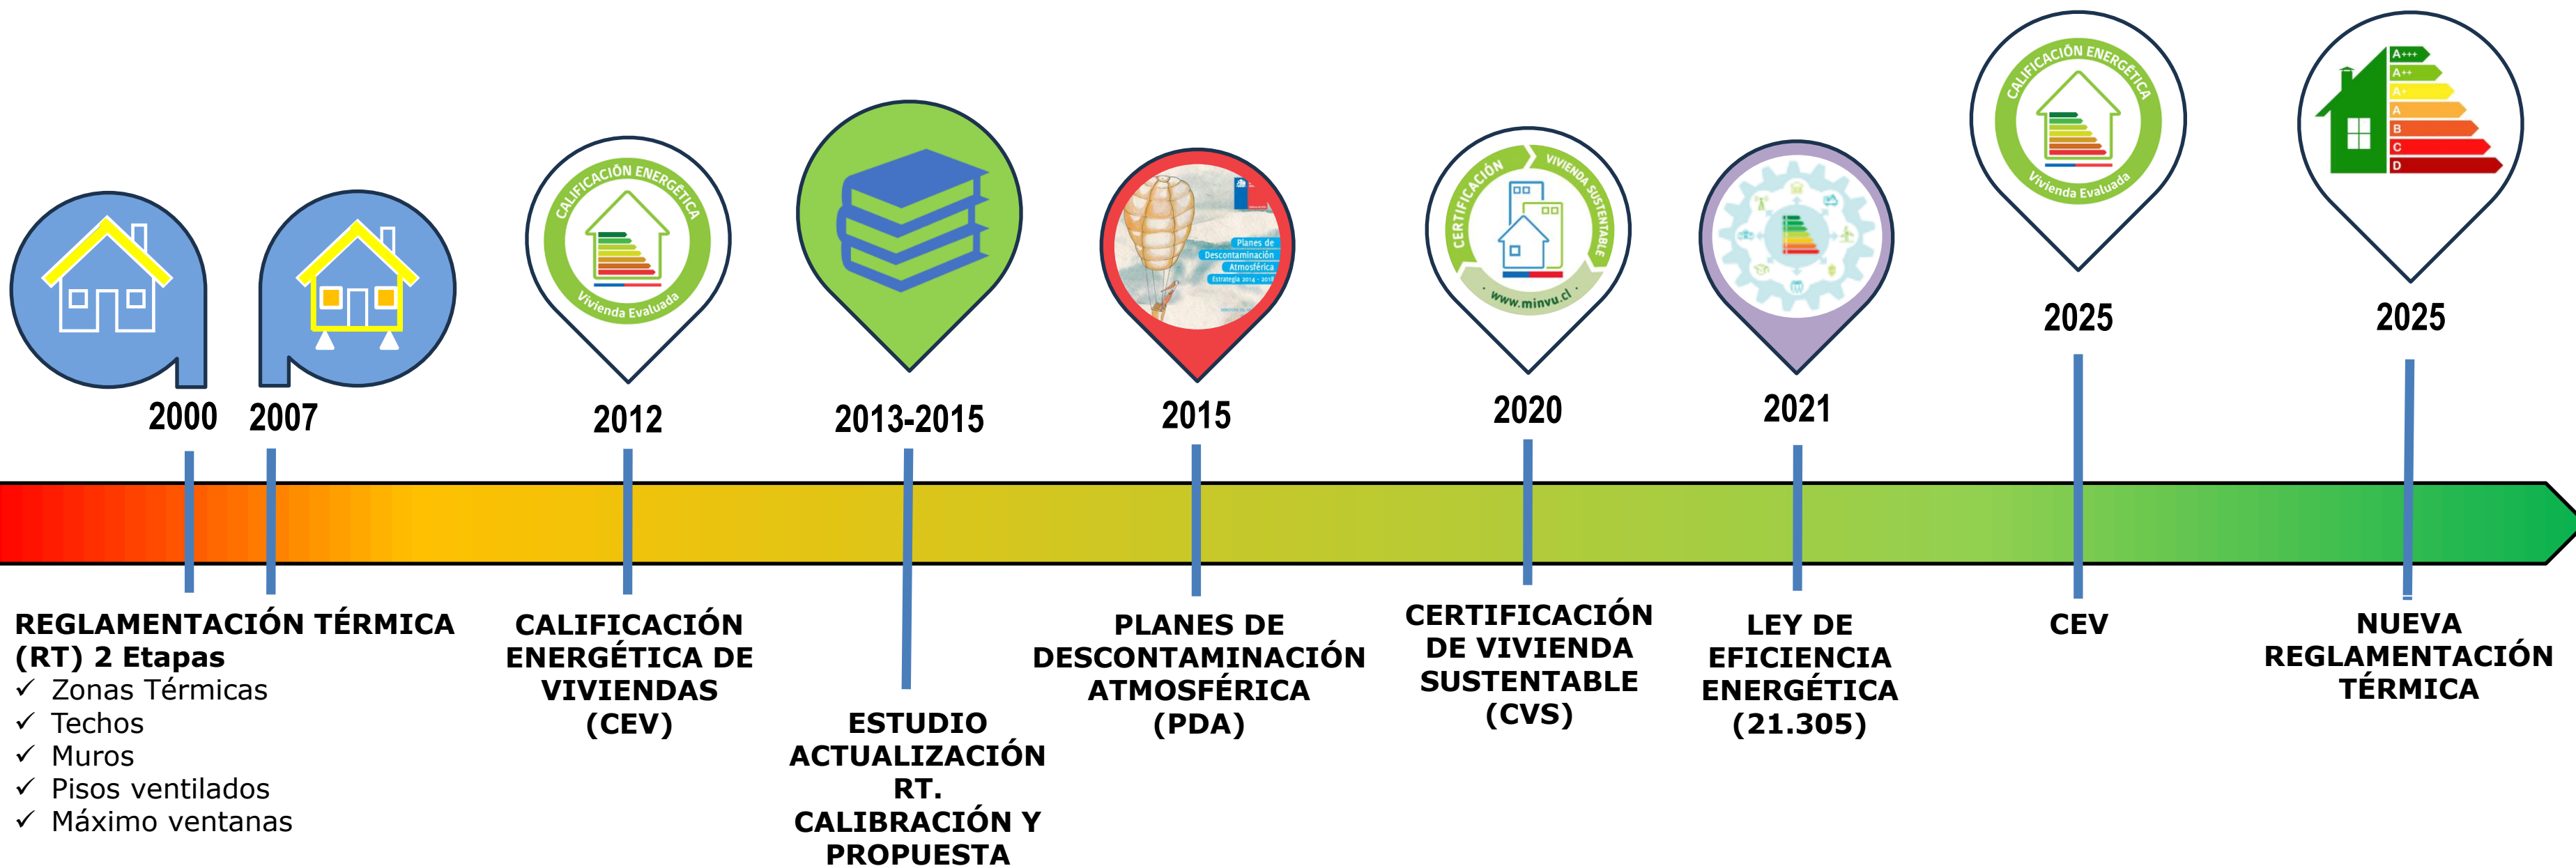 CALIFICACIÓN ENERGÉTICA
Vivienda Evaluada
A+++
A++
A+
A
B
C
D
CALIFICACIÓN ENERGÉTICA
Vivienda Evaluada
Planes de
Descontaminación
Atmosférica
Estrategia 2014 - 2018
CERTIFICACIÓN
VIVIENDA SUSTENTABLE
· www.minvu.cl ·
2000
2007
2012
2013-2015
2015
2020
2021
2025
2025
REGLAMENTACIÓN TÉRMICA
(RT) 2 Etapas
✓ Zonas Térmicas
✓ Techos
✓ Muros
✓ Pisos ventilados
✓ Máximo ventanas
CALIFICACIÓN
ENERGÉTICA DE
VIVIENDAS
(CEV)
ESTUDIO
ACTUALIZACIÓN
RT.
CALIBRACIÓN Y
PROPUESTA
PLANES DE
DESCONTAMINACIÓN
ATMOSFÉRICA
(PDA)
CERTIFICACIÓN
DE VIVIENDA
SUSTENTABLE
(CVS)
LEY DE
EFICIENCIA
ENERGÉTICA
(21.305)
CEV
NUEVA
REGLAMENTACIÓN
TÉRMICA